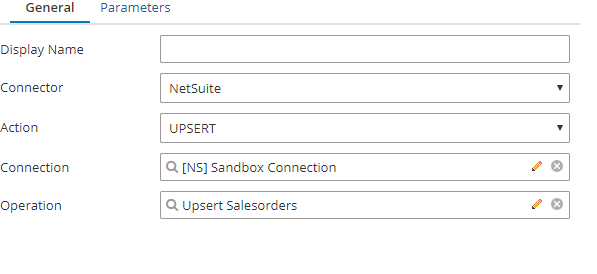 General Parameters
Display Name
Connector NetSuite
Action UPSERT
Connection [NS] Sandbox Connection
Operation Upsert Salesorders